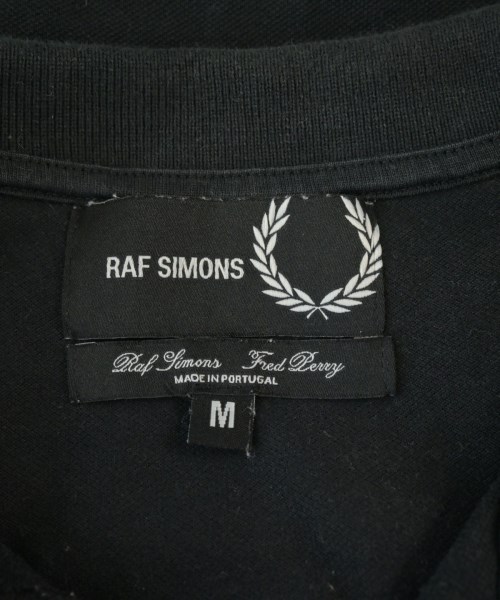 RAF SIMONS
Raf Simons Fred Perry
MADE IN PORTUGAL
M